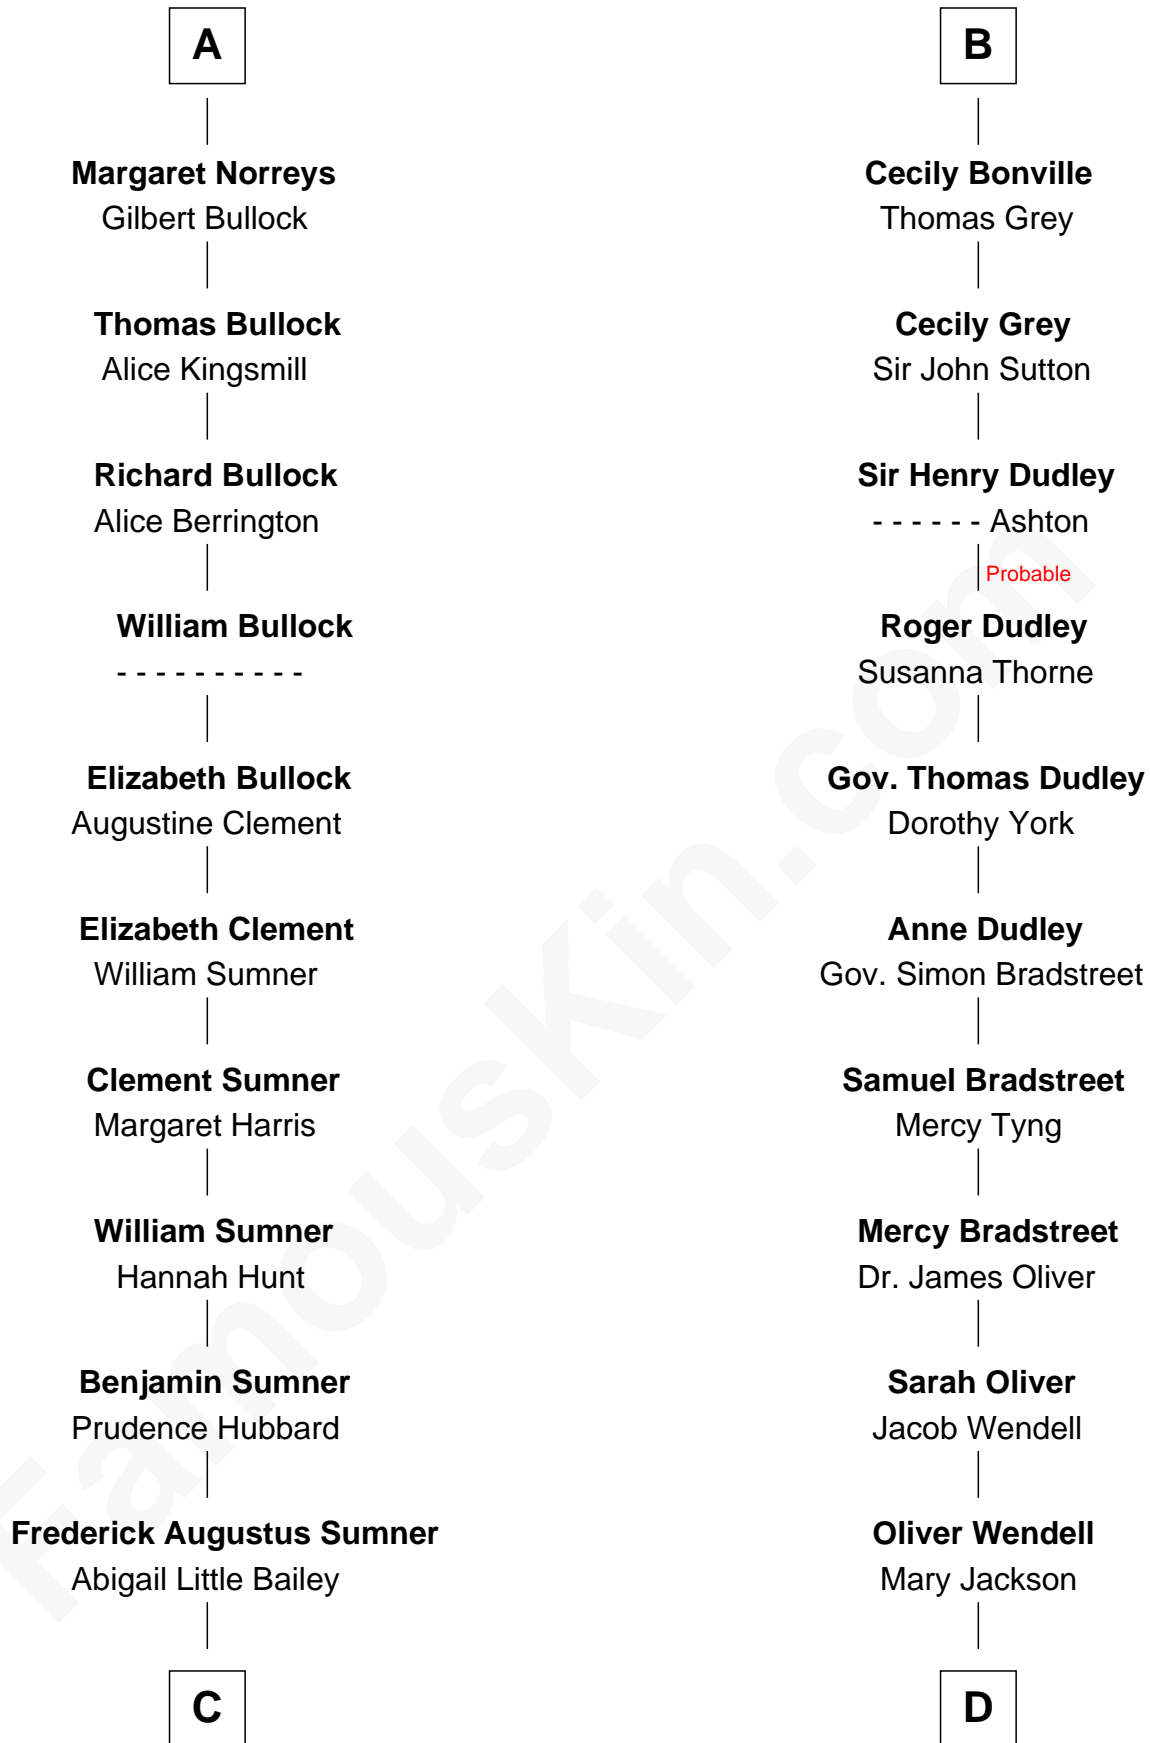 A
Margaret Norreys
Gilbert Bullock
Thomas Bullock
Alice Kingsmill
Richard Bullock
Alice Berrington
William Bullock
- - - - - - - - - -
Elizabeth Bullock
Augustine Clement
Elizabeth Clement
William Sumner
Clement Sumner
Margaret Harris
William Sumner
Hannah Hunt
Benjamin Sumner
Prudence Hubbard
Frederick Augustus Sumner
Abigail Little Bailey
C
B
Cecily Bonville
Thomas Grey
Cecily Grey
Sir John Sutton
Sir Henry Dudley
- - - - - - Ashton
Probable
Roger Dudley
Susanna Thorne
Gov. Thomas Dudley
Dorothy York
Anne Dudley
Gov. Simon Bradstreet
Samuel Bradstreet
Mercy Tyng
Mercy Bradstreet
Dr. James Oliver
Sarah Oliver
Jacob Wendell
Oliver Wendell
Mary Jackson
D
FamousKin.com